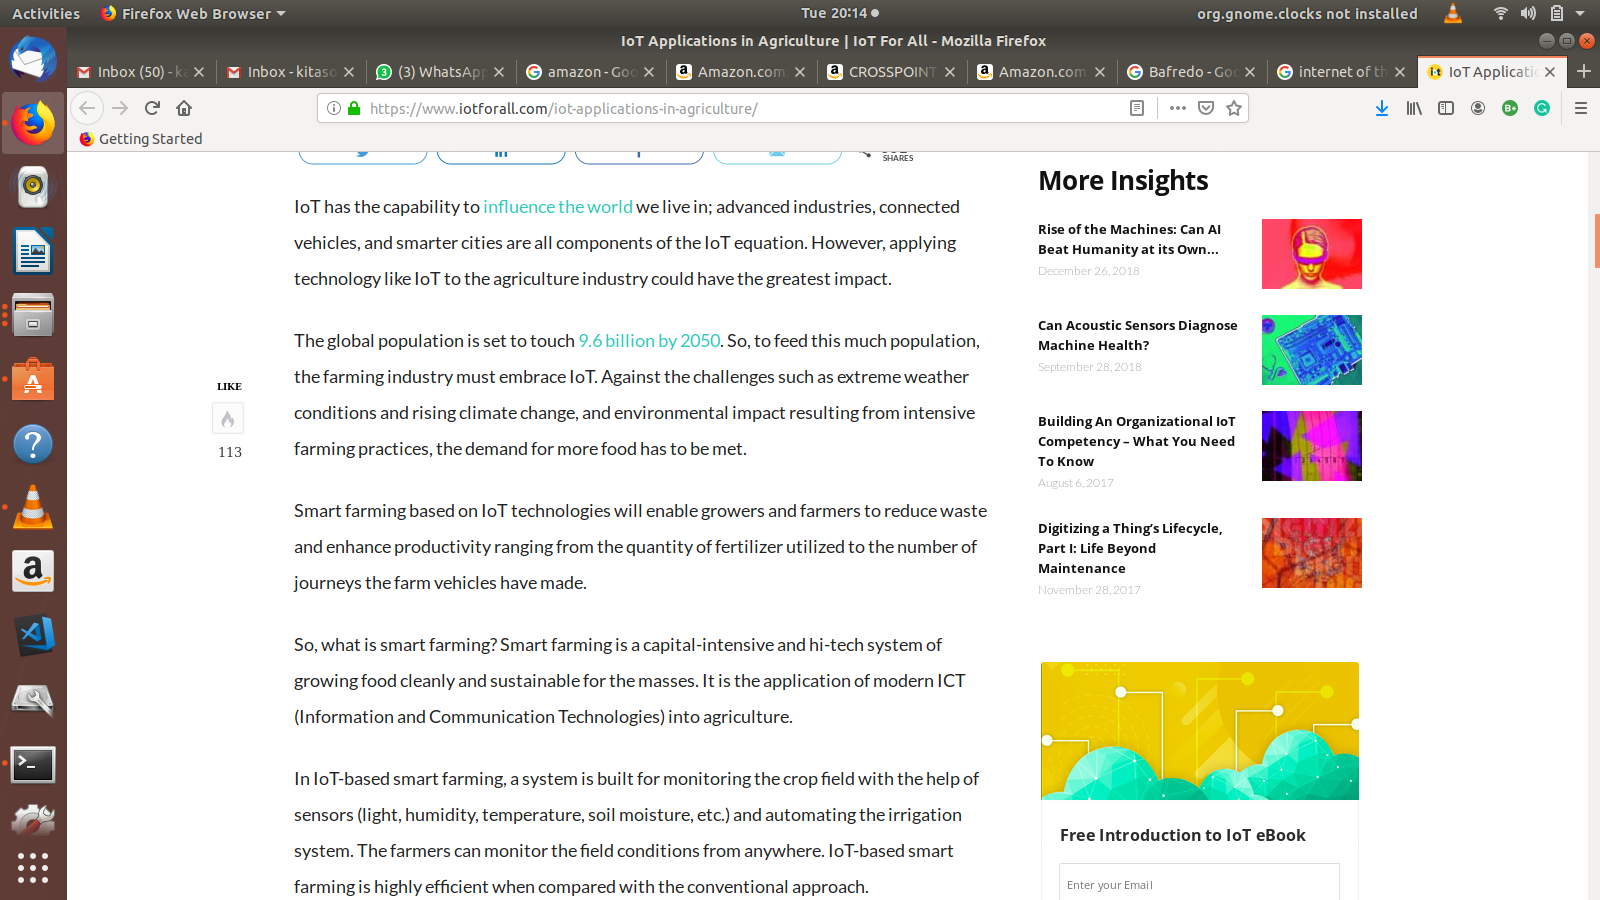 Activities
Firefox Web Browser
Tue 20:14
org.gnome.clocks not installed
IoT Applications in Agriculture | IoT For All - Mozilla Firefox
Inbox (50) - k
Inbox - kitaso
(3) WhatsApp
amazon - Goo
Amazon.com
CROSSPOINT
Amazon.com
Bafredo - Goo
internet of th
IoT Applicatio
https://www.iotforall.com/iot-applications-in-agriculture/
Getting Started
SHARES
IoT has the capability to influence the world we live in; advanced industries, connected
vehicles, and smarter cities are all components of the IoT equation. However, applying
technology like IoT to the agriculture industry could have the greatest impact.
The global population is set to touch 9.6 billion by 2050. So, to feed this much population,
the farming industry must embrace IoT. Against the challenges such as extreme weather
conditions and rising climate change, and environmental impact resulting from intensive
farming practices, the demand for more food has to be met.
LIKE
113
Smart farming based on IoT technologies will enable growers and farmers to reduce waste
and enhance productivity ranging from the quantity of fertilizer utilized to the number of
journeys the farm vehicles have made.
So, what is smart farming? Smart farming is a capital-intensive and hi-tech system of
growing food cleanly and sustainable for the masses. It is the application of modern ICT
(Information and Communication Technologies) into agriculture.
In IoT-based smart farming, a system is built for monitoring the crop field with the help of
sensors (light, humidity, temperature, soil moisture, etc.) and automating the irrigation
system. The farmers can monitor the field conditions from anywhere. IoT-based smart
farming is highly efficient when compared with the conventional approach.
More Insights
Rise of the Machines: Can AI
Beat Humanity at its Own...
December 26, 2018
Can Acoustic Sensors Diagnose
Machine Health?
September 28, 2018
Building An Organizational IoT
Competency – What You Need
To Know
August 6, 2017
Digitizing a Thing's Lifecycle,
Part I: Life Beyond
Maintenance
November 28, 2017
Free Introduction to IoT eBook
Enter your Email